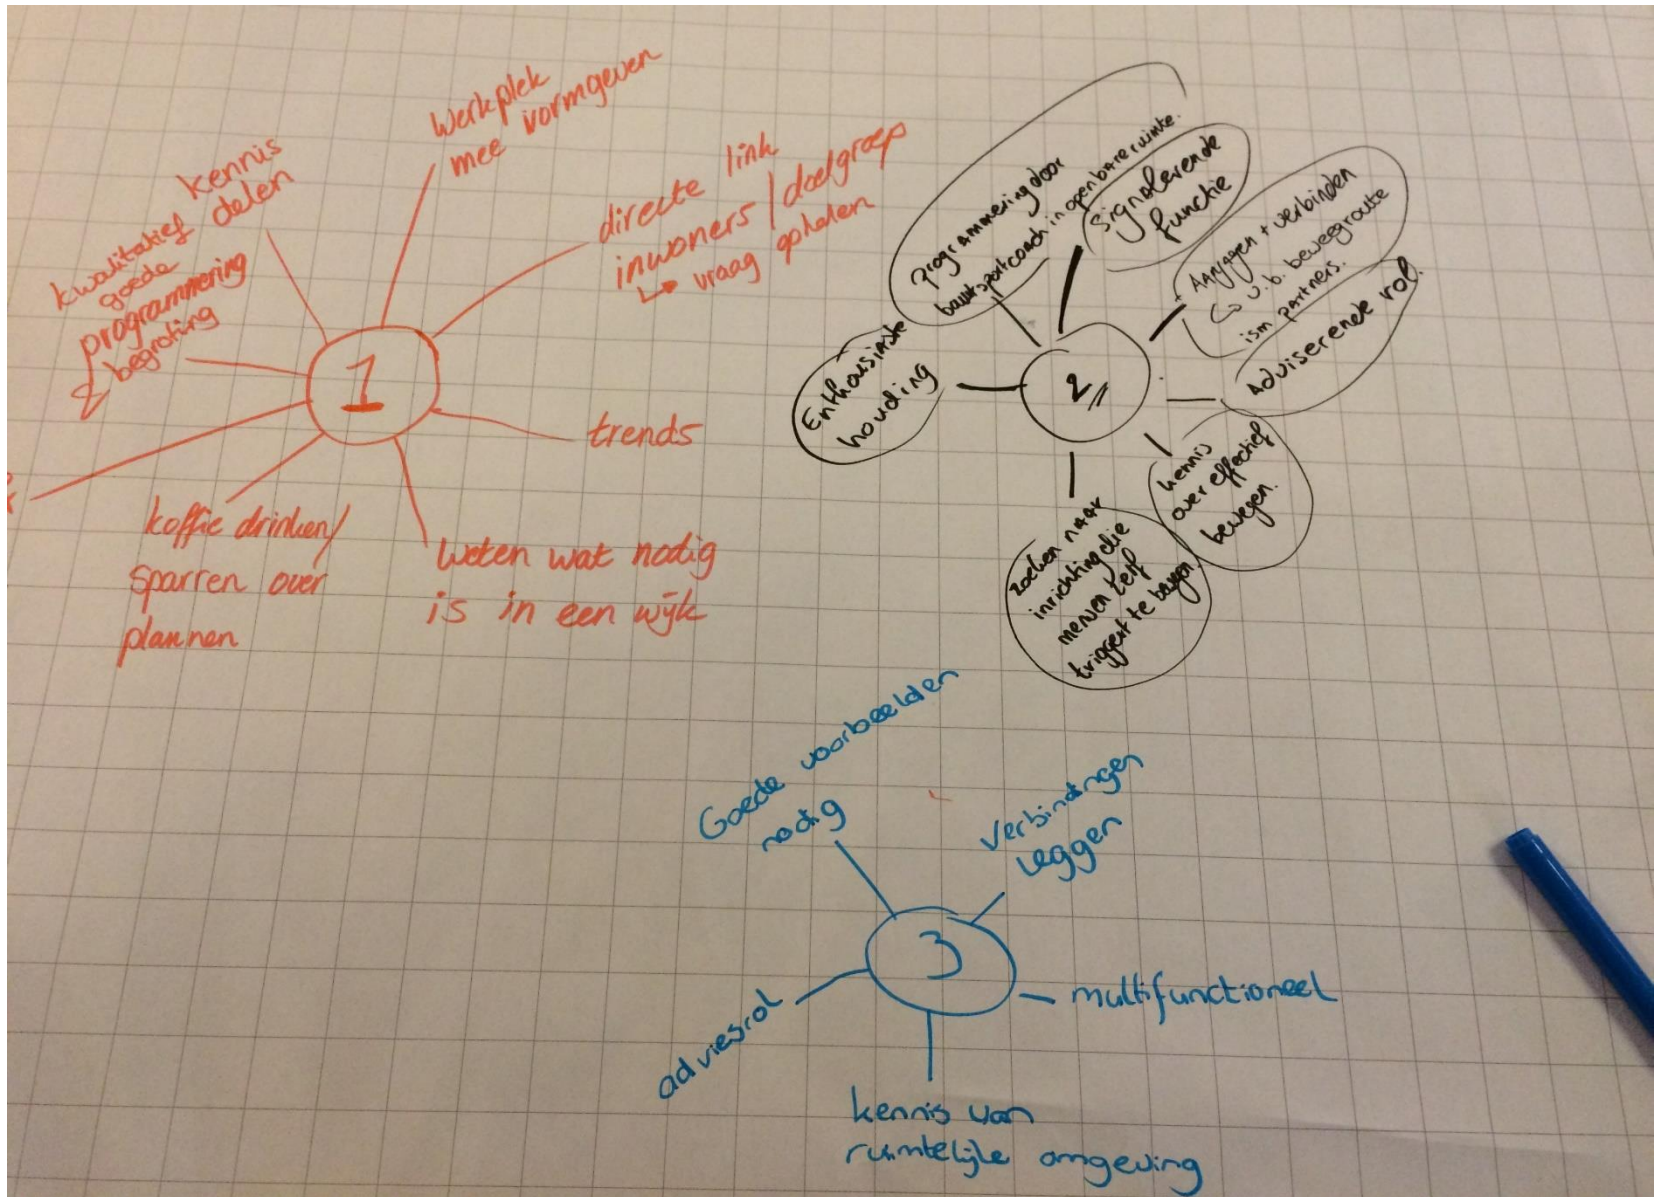 Werkplek
mee vormgeven
kennis
delen
directe link
inwoners / doelgroep
↳ vraag ophalen
kwalitatief
goede
programmering
& begroting
1
trends
koffie drinken/
sparren over
plannen
weten wat nodig
is in een wijk
Programmering door
buurtsportcoach in openbare ruimte.
Signalerende
functie
Aanjagen + verbinden
↳ v.b. beweegroute
ism partners.
Adviserende rol.
Enthousiaste
houding
2
kennis
over effectief
bewegen.
Zoeken naar
inrichting die
mensen zelf
triggert te bewegen.
Goede voorbeelden
nodig
Verbindingen
leggen
3
multifunctioneel
adviesrol
kennis van
ruimtelijke omgeving